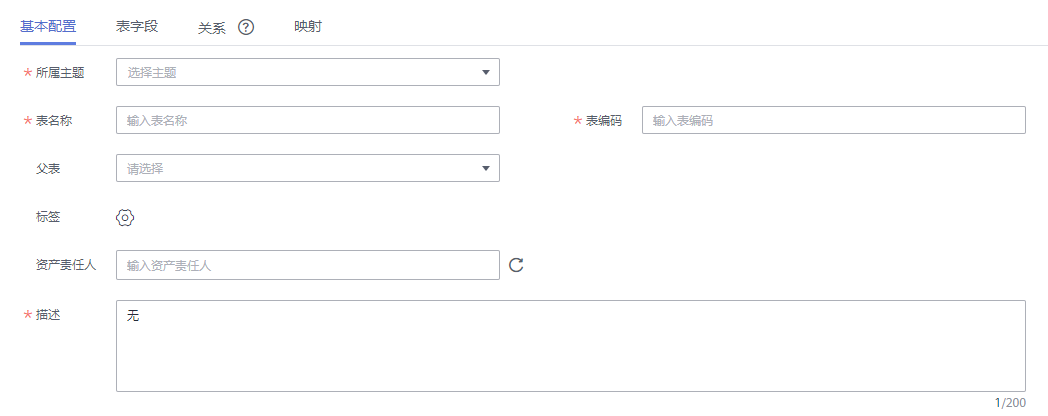 基本配置 表字段 关系 ? 映射
* 所属主题 选择主题
* 表名称 输入表名称 * 表编码 输入表编码
父表 请选择
标签
资产责任人 输入资产责任人
* 描述 无
1/200